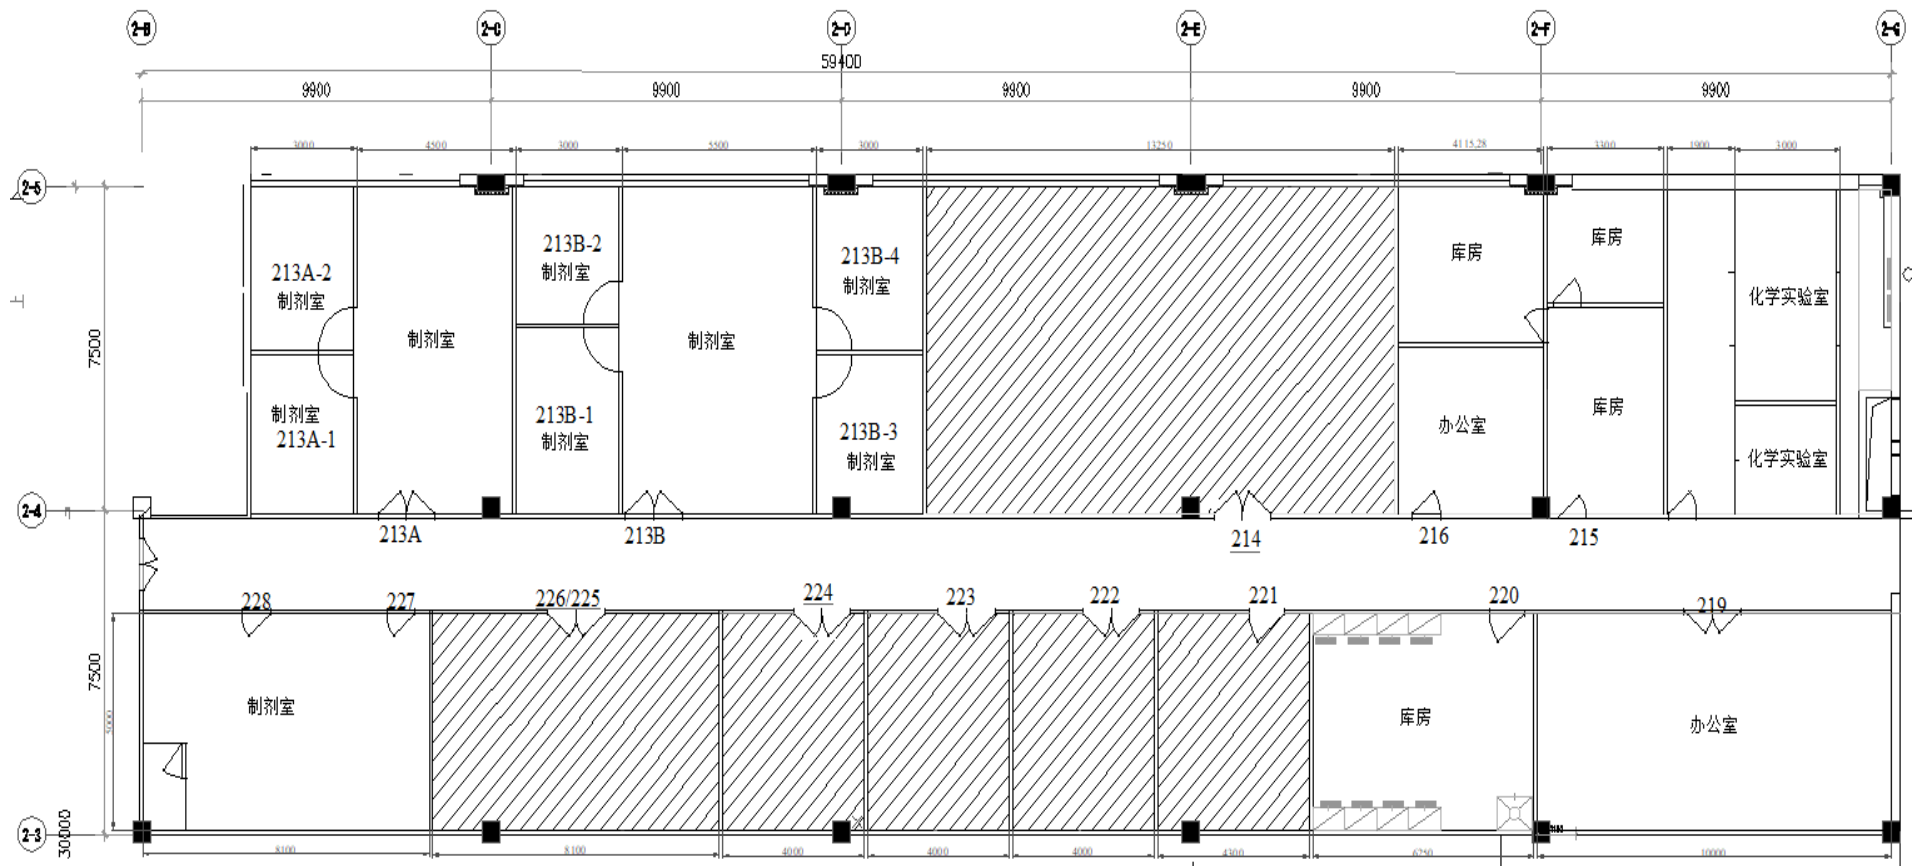 2-B 2-C 2-D 2-E 2-F 2-G
59400
9900 9900 9900 9900 9900
3000 4500 3000 5500 3000 13250 4115.28 3300 1900 3000
2-5
213A-2
制剂室
制剂室
213A-1
制剂室
213B-2
制剂室
213B-1
制剂室
制剂室
213B-4
制剂室
213B-3
制剂室
库房
办公室
库房
库房
化学实验室
化学实验室
上
7500
2-4
213A 213B 214 216 215
228 227 226/225 224 223 222 221 220 219
7500
5000
制剂室
库房
办公室
2-3
30000
8100 8100 4000 4000 4000 4300 6250 10000